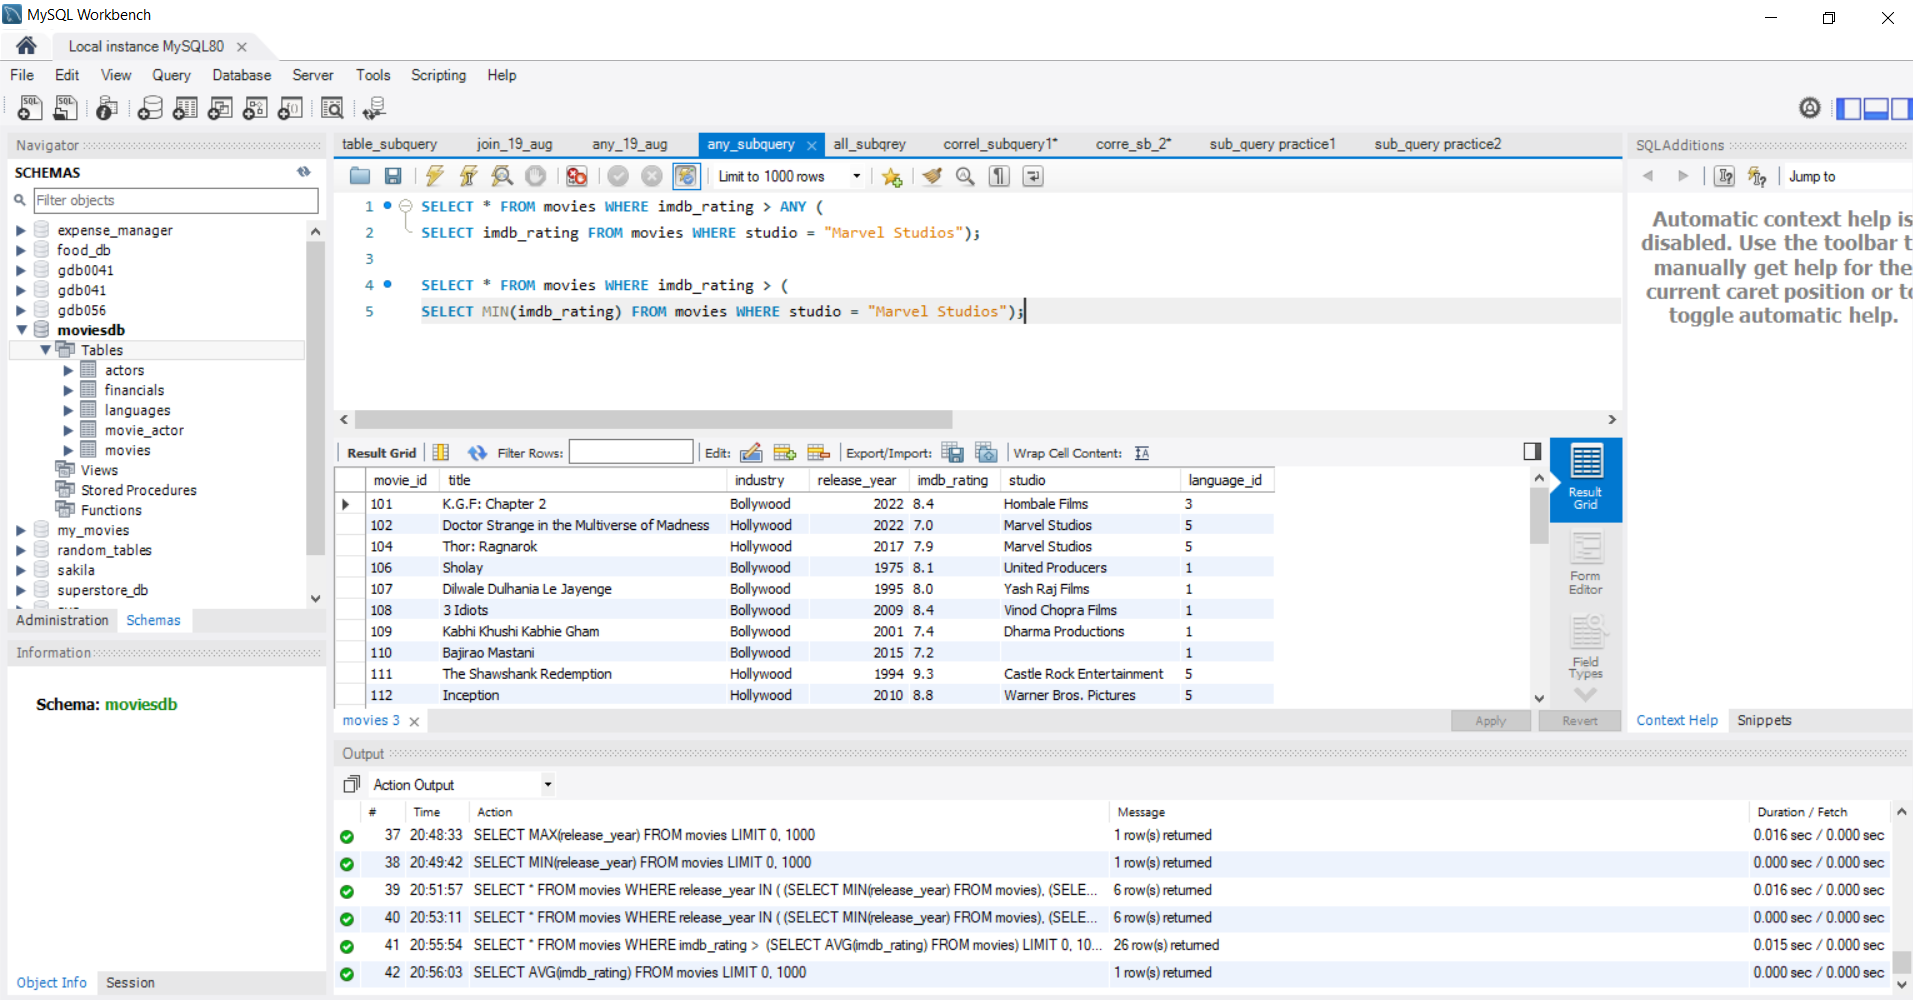 MySQL Workbench
Local instance MySQL80
File Edit View Query Database Server Tools Scripting Help
Navigator
SCHEMAS
Filter objects
expense_manager
food_db
gdb0041
gdb041
gdb056
moviesdb
Tables
actors
financials
languages
movie_actor
movies
Views
Stored Procedures
Functions
my_movies
random_tables
sakila
superstore_db
Administration Schemas
Information
Schema: moviesdb
Object Info Session
table_subquery join_19_aug any_19_aug any_subquery all_subqrey correl_subquery1* corre_sb_2* sub_query practice1 sub_query practice2
Limit to 1000 rows
1 SELECT * FROM movies WHERE imdb_rating > ANY (
2 SELECT imdb_rating FROM movies WHERE studio = "Marvel Studios");
3
4 SELECT * FROM movies WHERE imdb_rating > (
5 SELECT MIN(imdb_rating) FROM movies WHERE studio = "Marvel Studios");
Result Grid Filter Rows: Edit: Export/Import: Wrap Cell Content:
movie_id title industry release_year imdb_rating studio language_id
101 K.G.F: Chapter 2 Bollywood 2022 8.4 Hombale Films 3
102 Doctor Strange in the Multiverse of Madness Hollywood 2022 7.0 Marvel Studios 5
104 Thor: Ragnarok Hollywood 2017 7.9 Marvel Studios 5
106 Sholay Bollywood 1975 8.1 United Producers 1
107 Dilwale Dulhania Le Jayenge Bollywood 1995 8.0 Yash Raj Films 1
108 3 Idiots Bollywood 2009 8.4 Vinod Chopra Films 1
109 Kabhi Khushi Kabhie Gham Bollywood 2001 7.4 Dharma Productions 1
110 Bajirao Mastani Bollywood 2015 7.2 1
111 The Shawshank Redemption Hollywood 1994 9.3 Castle Rock Entertainment 5
112 Inception Hollywood 2010 8.8 Warner Bros. Pictures 5
Result Grid
Form Editor
Field Types
movies 3
Apply Revert
SQLAdditions
Jump to
Automatic context help is
disabled. Use the toolbar t
manually get help for the
current caret position or to
toggle automatic help.
Context Help Snippets
Output
Action Output
# Time Action Message Duration / Fetch
37 20:48:33 SELECT MAX(release_year) FROM movies LIMIT 0, 1000 1 row(s) returned 0.016 sec / 0.000 sec
38 20:49:42 SELECT MIN(release_year) FROM movies LIMIT 0, 1000 1 row(s) returned 0.000 sec / 0.000 sec
39 20:51:57 SELECT * FROM movies WHERE release_year IN ( (SELECT MIN(release_year) FROM movies), (SELE... 6 row(s) returned 0.016 sec / 0.000 sec
40 20:53:11 SELECT * FROM movies WHERE release_year IN ( (SELECT MIN(release_year) FROM movies), (SELE... 6 row(s) returned 0.000 sec / 0.000 sec
41 20:55:54 SELECT * FROM movies WHERE imdb_rating > (SELECT AVG(imdb_rating) FROM movies) LIMIT 0, 10... 26 row(s) returned 0.015 sec / 0.000 sec
42 20:56:03 SELECT AVG(imdb_rating) FROM movies LIMIT 0, 1000 1 row(s) returned 0.000 sec / 0.000 sec